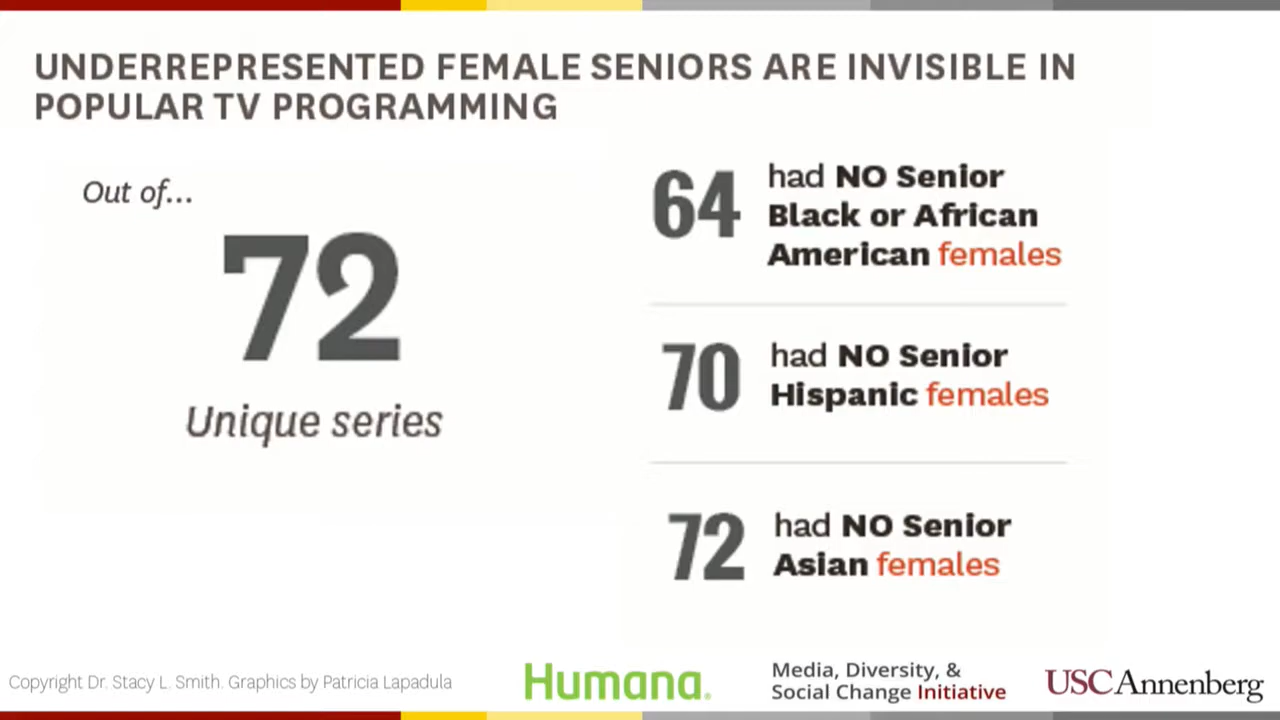 UNDERREPRESENTED FEMALE SENIORS ARE INVISIBLE IN
POPULAR TV PROGRAMMING
Out of...
72
Unique series
64
had NO Senior
Black or African
American females
70
had NO Senior
Hispanic females
72
had NO Senior
Asian females
Copyright Dr. Stacy L. Smith. Graphics by Patricia Lapadula
Humana.
Media, Diversity, &
Social Change Initiative
USC Annenberg